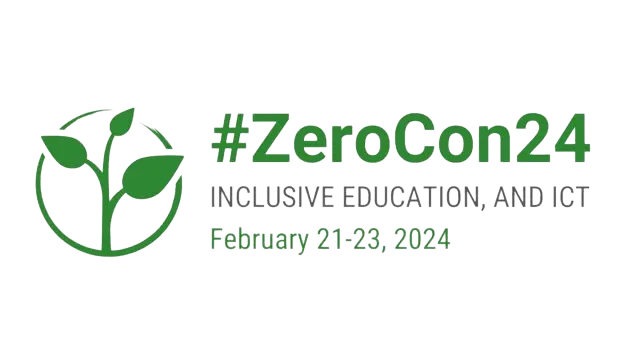 #ZeroCon24
INCLUSIVE EDUCATION, AND ICT
February 21-23, 2024